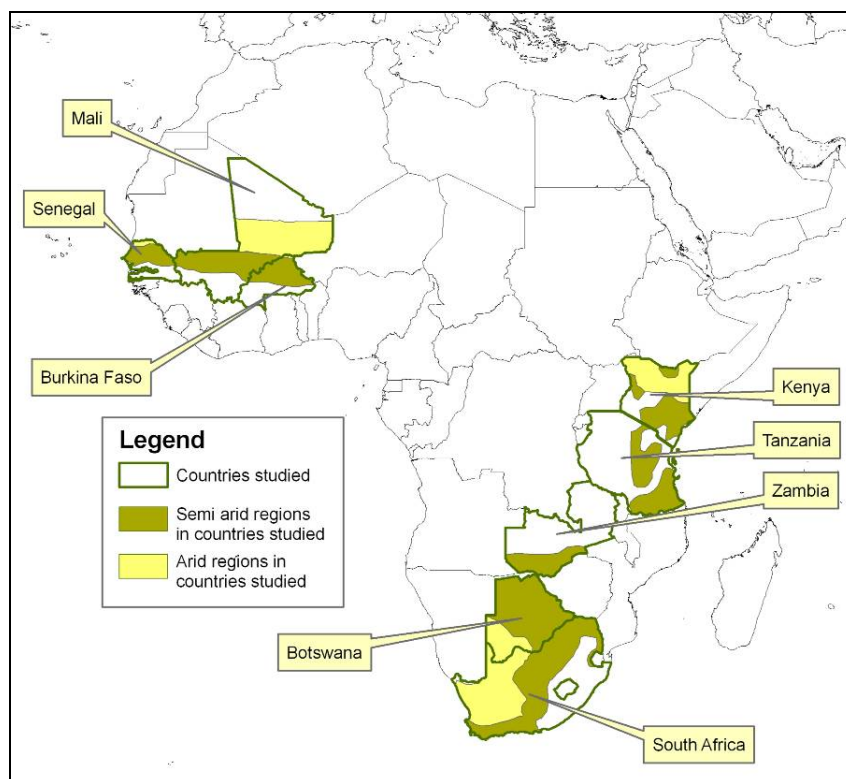 Mali
Senegal
Burkina Faso
Kenya
Tanzania
Zambia
Legend
Countries studied
Semi arid regions
in countries studied
Arid regions in
countries studied
Botswana
South Africa